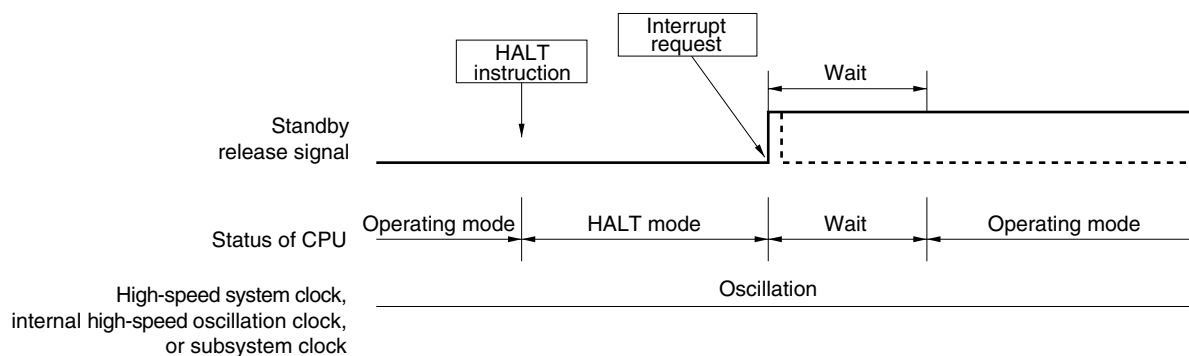 HALT
instruction
Interrupt
request
Wait
Standby
release signal
Status of CPU
Operating mode
HALT mode
Wait
Operating mode
High-speed system clock,
internal high-speed oscillation clock,
or subsystem clock
Oscillation